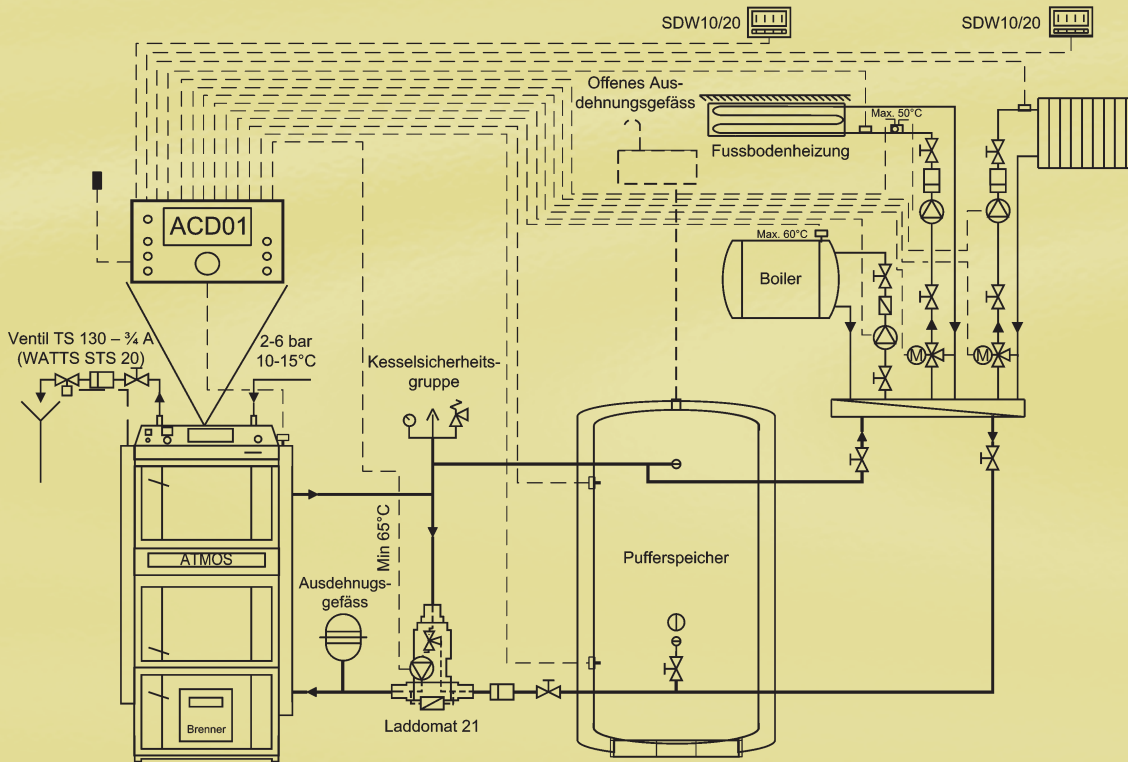 SDW10/20
SDW10/20
Offenes Aus-
dehnungsgefäss
Max. 50°C
Fussbodenheizung
ACD01
Max. 60°C
Boiler
Ventil TS 130 – ¾ A
(WATTS STS 20)
2-6 bar
10-15°C
Kesselsicherheits-
gruppe
M
M
Min 65°C
Pufferspeicher
ATMOS
Ausdehnugs-
gefäss
Brenner
Laddomat 21